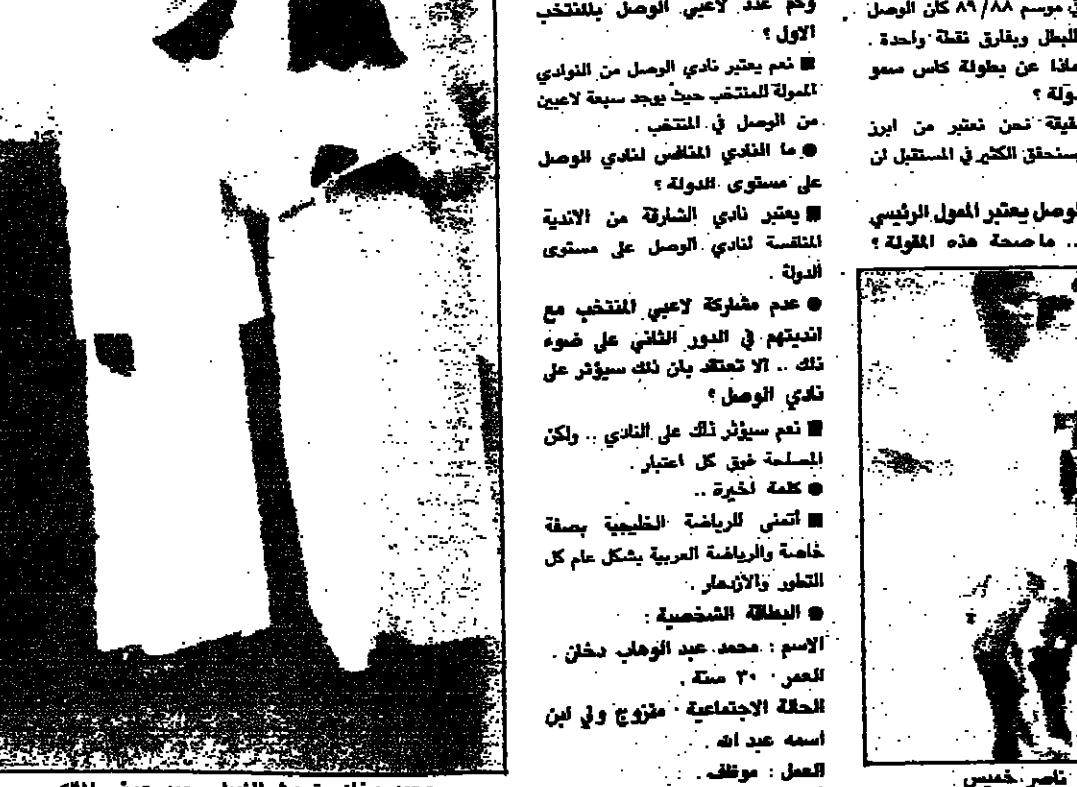 في موسم ٨٨/٨٩ كان الوصل
للبطل وبفارق نقطة واحدة .
ماذا عن بطولة كاس سمو
نحن نعتبر من ابرز
سنحقق الكثير في المستقبل ان
الوصل يعتبر الممول الرئيسي
.. ما صحة هذه المقولة ؟
ناصر خميس
وكم عدد لاعبي الوصل بالمنتخب
الاول ؟
■ نعم يعتبر نادي الوصل من النوادي
الممولة للمنتخب حيث يوجد سبعة لاعبين
من الوصل في المنتخب .
● ما النادي المنافس لنادي الوصل
على مستوى الدولة ؟
■ يعتبر نادي الشارقة من الاندية
المنافسة لنادي الوصل على مستوى
الدولة .
● عدم مشاركة لاعبي المنتخب مع
انديتهم في الدور الثاني على ضوء
ذلك .. الا تعتقد بان ذلك سيؤثر على
نادي الوصل ؟
■ نعم سيؤثر ذلك على النادي .. ولكن
المصلحة فوق كل اعتبار .
● كلمة اخيرة ..
■ أتمنى للرياضة الخليجية بصفة
خاصة والرياضة العربية بشكل عام كل
التطور والازدهار .
● البطاقة الشخصية :
الاسم : محمد عبد الوهاب دخان .
العمر · ٣٠ سنة .
الحالة الاجتماعية · متزوج ولي ابن
اسمه عبد الله .
العمل : موظف .